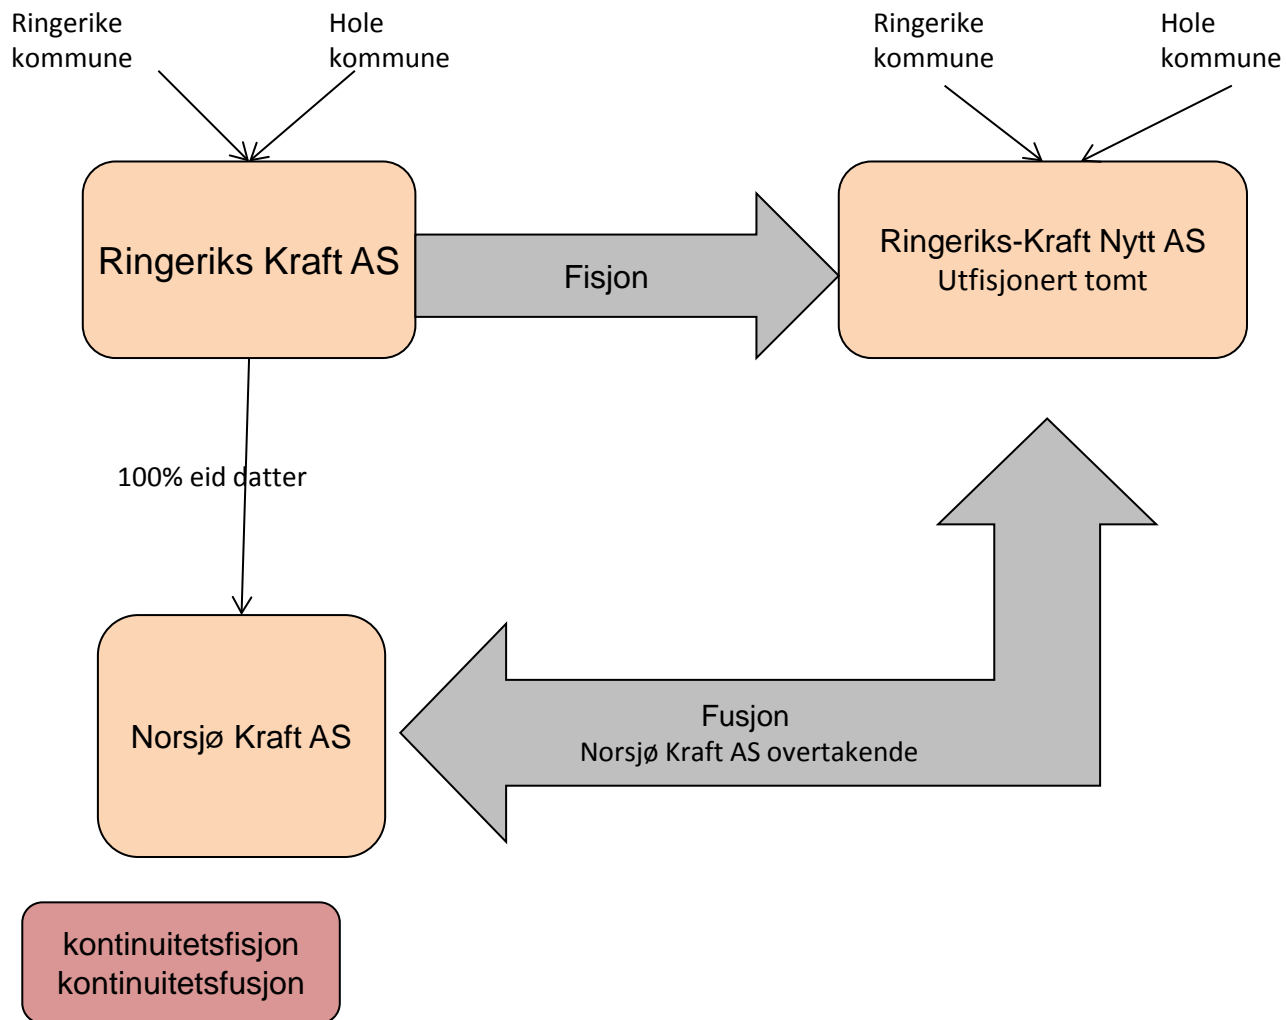 Ringerike
kommune
Hole
kommune
Ringerike
kommune
Hole
kommune
Ringeriks Kraft AS
Fisjon
Ringeriks-Kraft Nytt AS
Utfisjonert tomt
100% eid datter
Norsjø Kraft AS
Fusjon
Norsjø Kraft AS overtakende
kontinuitetsfisjon
kontinuitetsfusjon